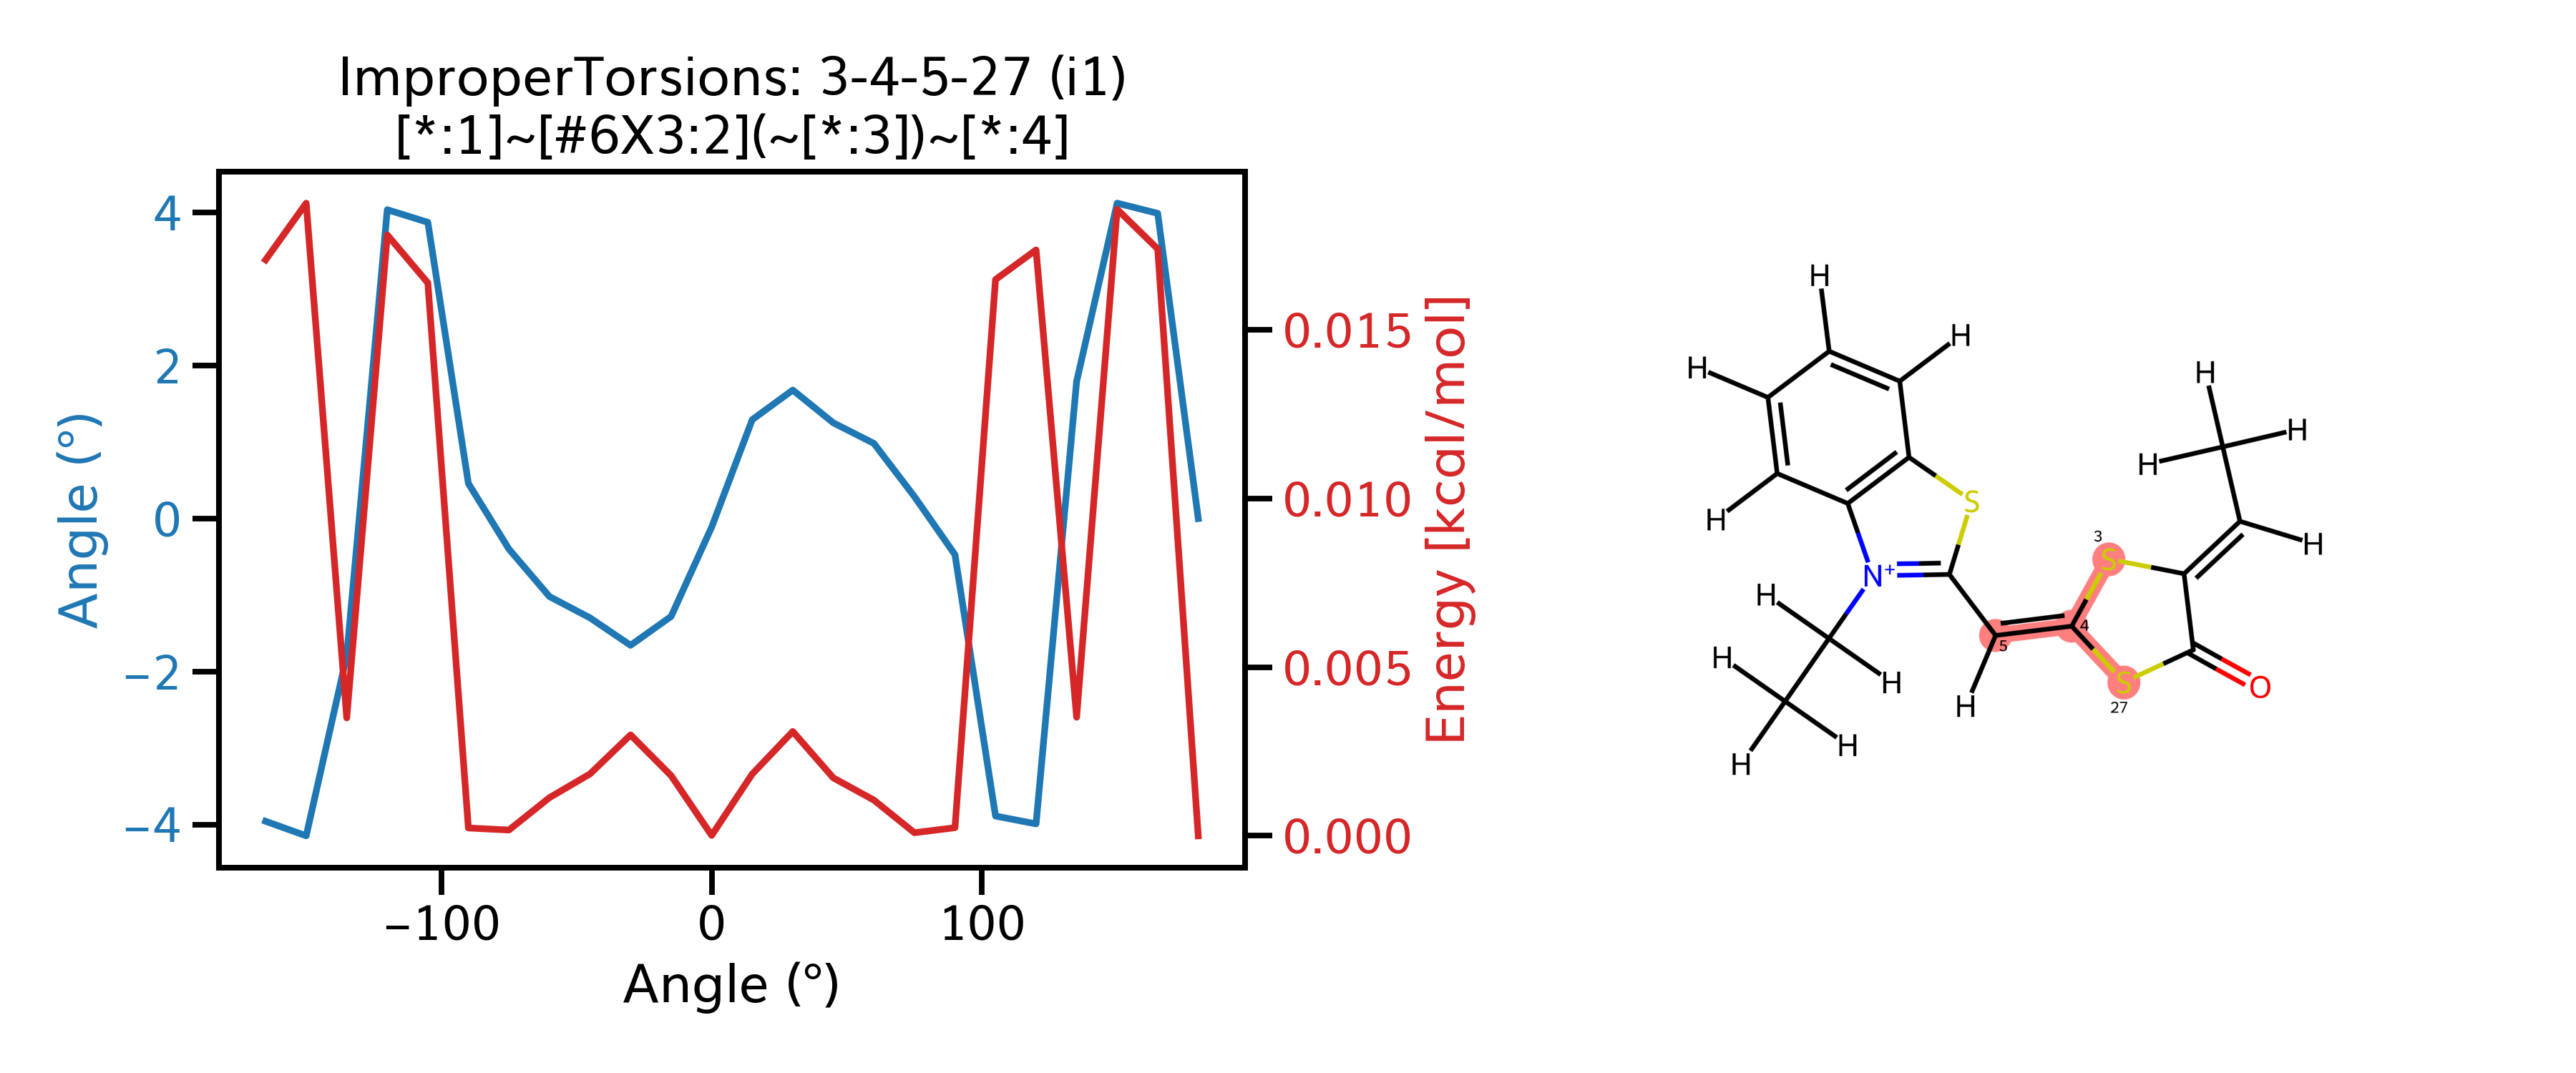 ImproperTorsions: 3-4-5-27 (i1)
[*:1]~[#6X3:2](~[*:3])~[*:4]
4
2
0
−2
−4
Angle (°)
0.015
0.010
0.005
0.000
Energy [kcal/mol]
−100 0 100
Angle (°)
H
H
H
H
H
H
H
S
H
3
S
H
N+
H
4
5
H
S
O
H
27
H
H
H